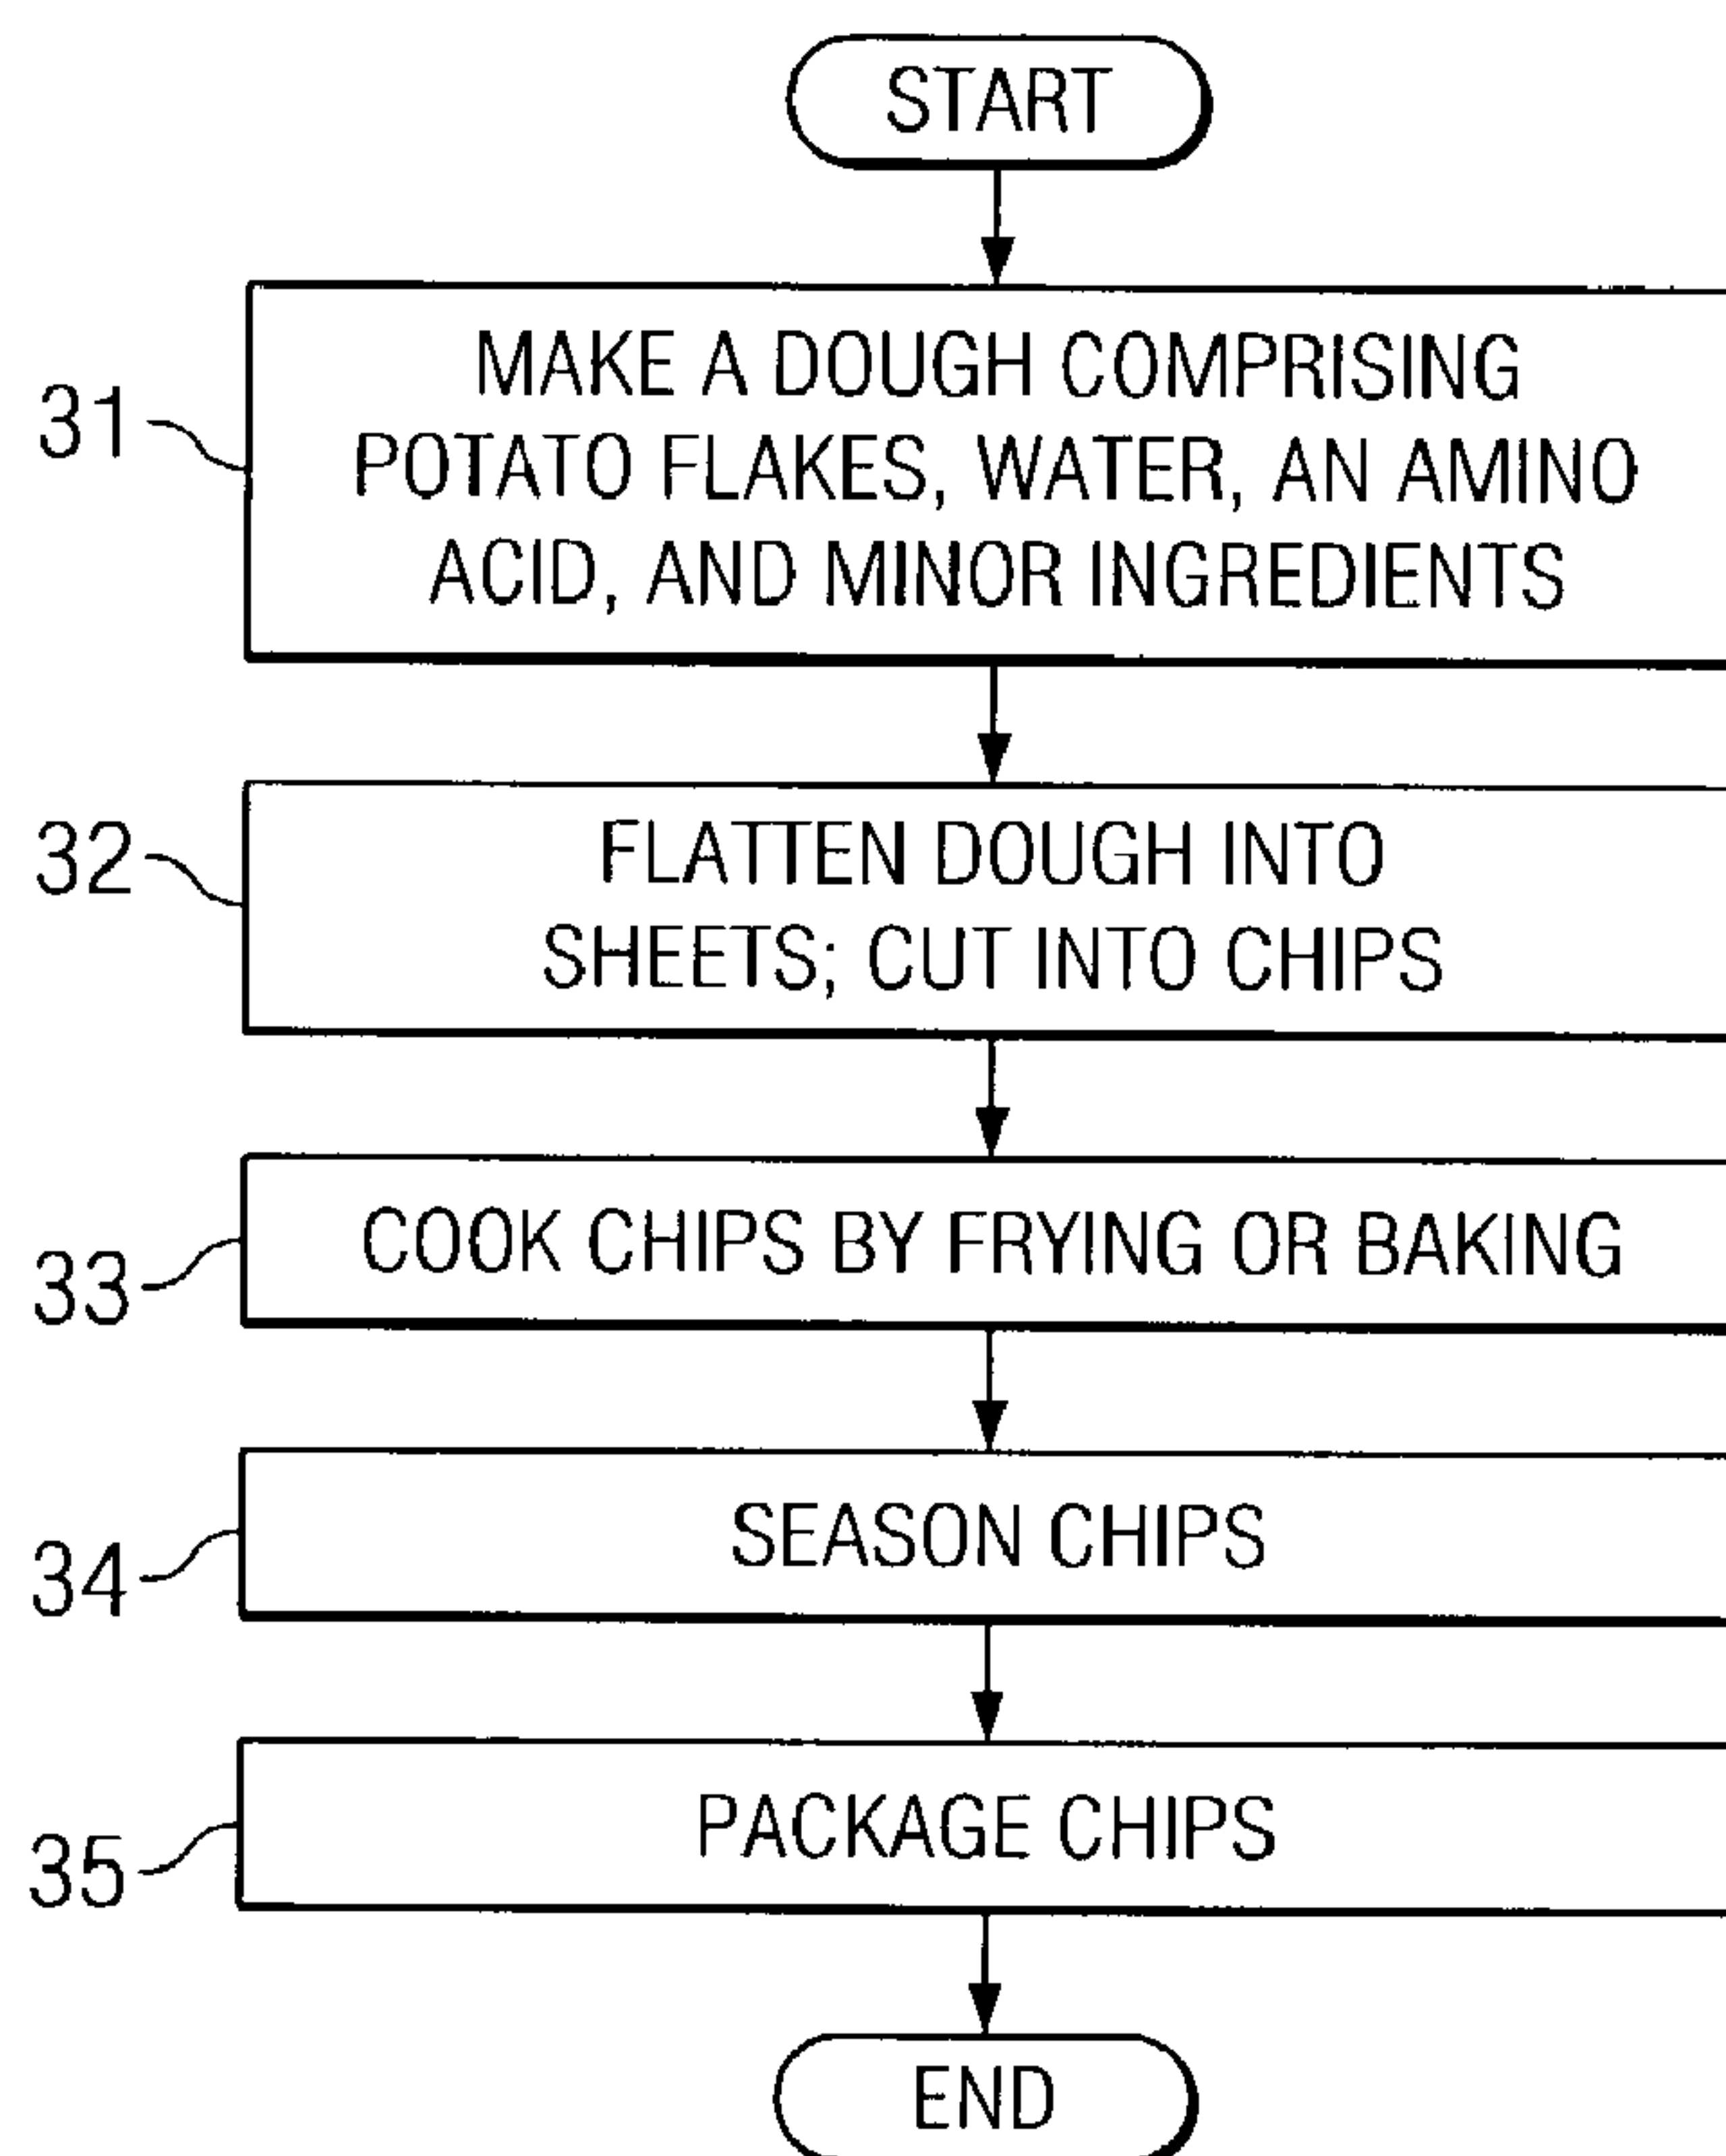 START
31
MAKE A DOUGH COMPRISING
POTATO FLAKES, WATER, AN AMINO
ACID, AND MINOR INGREDIENTS
32
FLATTEN DOUGH INTO
SHEETS; CUT INTO CHIPS
33
COOK CHIPS BY FRYING OR BAKING
34
SEASON CHIPS
35
PACKAGE CHIPS
END